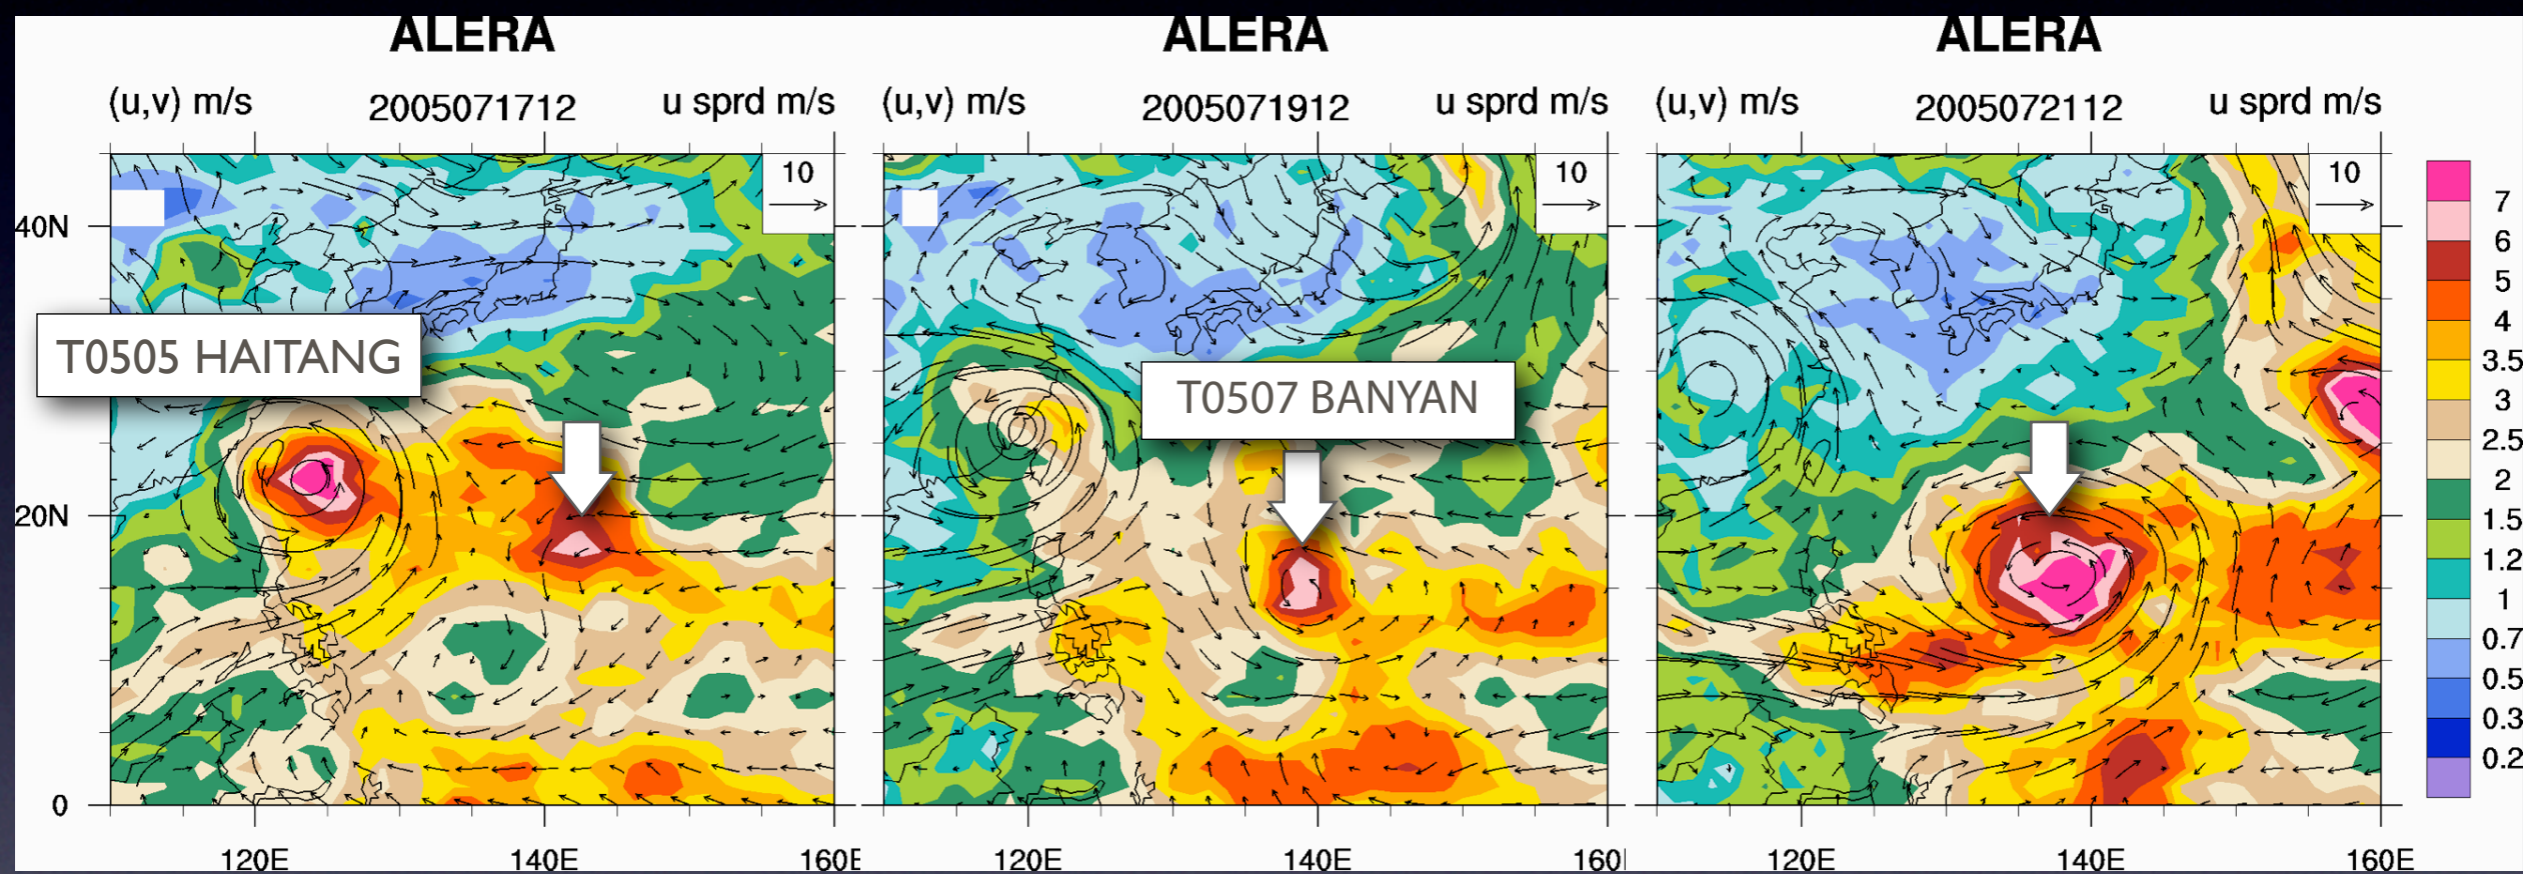 ALERA
(u,v) m/s 2005071712 u sprd m/s
10
40N
20N
0
120E 140E 160E
T0505 HAITANG
ALERA
(u,v) m/s 2005071912 u sprd m/s
10
120E 140E 160
T0507 BANYAN
ALERA
(u,v) m/s 2005072112 u sprd m/s
10
120E 140E 160E
7
6
5
4
3.5
3
2.5
2
1.5
1.2
1
0.7
0.5
0.3
0.2